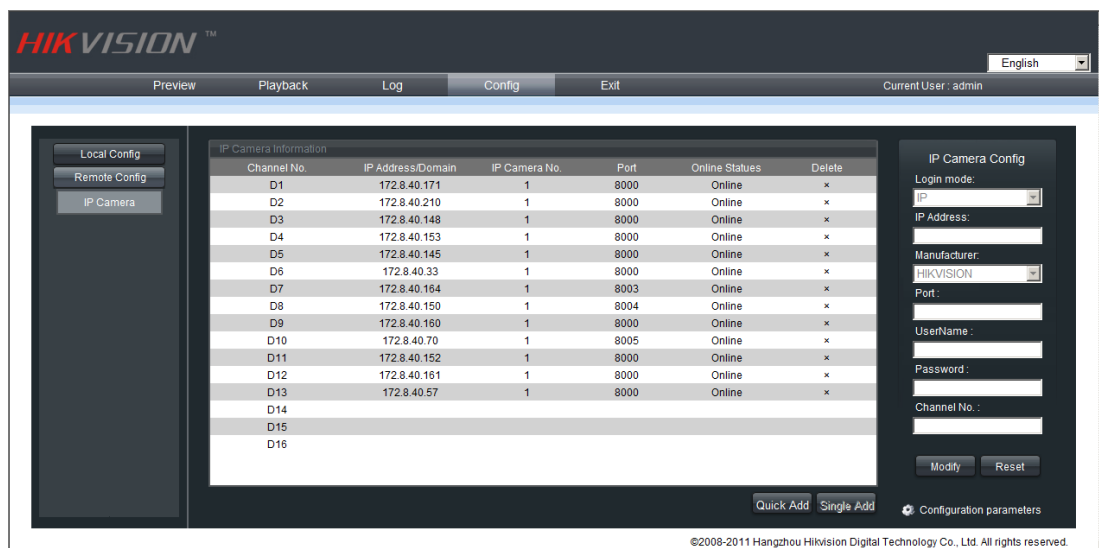 HIKVISION ™
English
Preview Playback Log Config Exit Current User : admin
Local Config
Remote Config
IP Camera
IP Camera Information
Channel No. IP Address/Domain IP Camera No. Port Online Statues Delete
D1 172.8.40.171 1 8000 Online ×
D2 172.8.40.210 1 8000 Online ×
D3 172.8.40.148 1 8000 Online ×
D4 172.8.40.153 1 8000 Online ×
D5 172.8.40.145 1 8000 Online ×
D6 172.8.40.33 1 8000 Online ×
D7 172.8.40.164 1 8003 Online ×
D8 172.8.40.150 1 8004 Online ×
D9 172.8.40.160 1 8000 Online ×
D10 172.8.40.70 1 8005 Online ×
D11 172.8.40.152 1 8000 Online ×
D12 172.8.40.161 1 8000 Online ×
D13 172.8.40.57 1 8000 Online ×
D14
D15
D16
Quick Add Single Add
IP Camera Config
Login mode:
IP
IP Address:
Manufacturer:
HIKVISION
Port :
UserName :
Password :
Channel No. :
Modify Reset
Configuration parameters
©2008-2011 Hangzhou Hikvision Digital Technology Co., Ltd. All rights reserved.